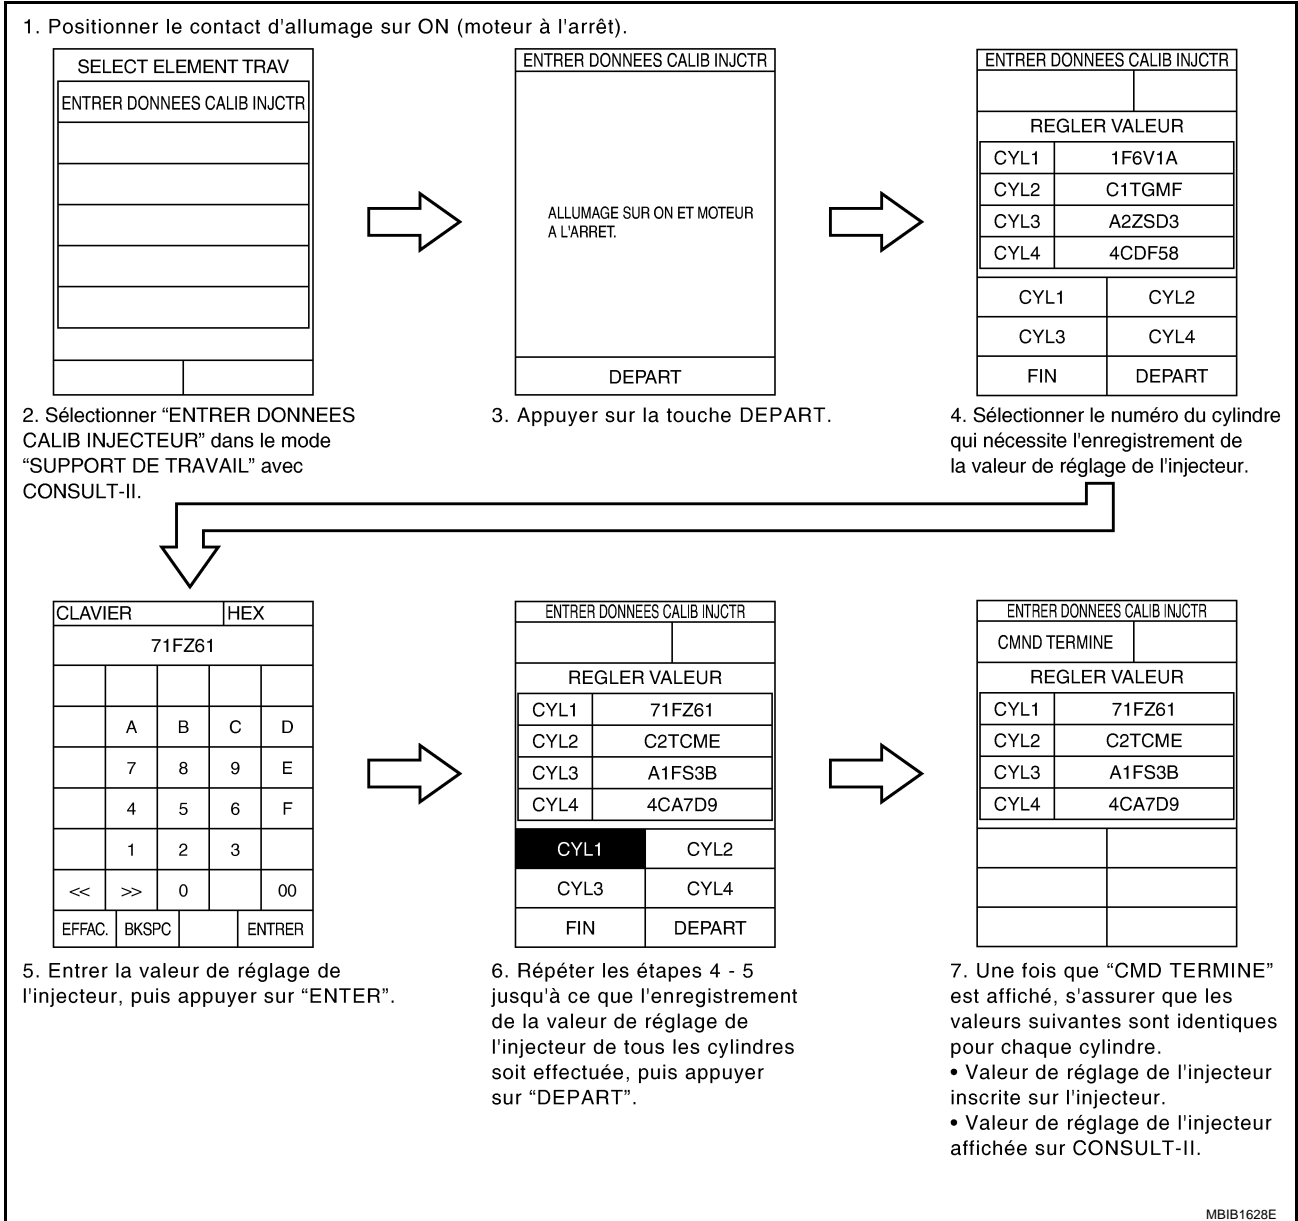 1. Positionner le contact d'allumage sur ON (moteur à l'arrêt).
SELECT ELEMENT TRAV
ENTRER DONNEES CALIB INJCTR
2. Sélectionner “ENTRER DONNEES
CALIB INJECTEUR” dans le mode
“SUPPORT DE TRAVAIL” avec
CONSULT-II.
ENTRER DONNEES CALIB INJCTR
ALLUMAGE SUR ON ET MOTEUR
A L'ARRET.
DEPART
3. Appuyer sur la touche DEPART.
ENTRER DONNEES CALIB INJCTR
REGLER VALEUR
CYL1 1F6V1A
CYL2 C1TGMF
CYL3 A2ZSD3
CYL4 4CDF58
CYL1 CYL2
CYL3 CYL4
FIN DEPART
4. Sélectionner le numéro du cylindre
qui nécessite l'enregistrement de
la valeur de réglage de l'injecteur.
CLAVIER HEX
71FZ61
A B C D
7 8 9 E
4 5 6 F
1 2 3
<< >> 0 00
EFFAC. BKSPC ENTRER
5. Entrer la valeur de réglage de
l'injecteur, puis appuyer sur “ENTER”.
ENTRER DONNEES CALIB INJCTR
REGLER VALEUR
CYL1 71FZ61
CYL2 C2TCME
CYL3 A1FS3B
CYL4 4CA7D9
CYL1 CYL2
CYL3 CYL4
FIN DEPART
6. Répéter les étapes 4 - 5
jusqu'à ce que l'enregistrement
de la valeur de réglage de
l'injecteur de tous les cylindres
soit effectuée, puis appuyer
sur “DEPART”.
ENTRER DONNEES CALIB INJCTR
CMND TERMINE
REGLER VALEUR
CYL1 71FZ61
CYL2 C2TCME
CYL3 A1FS3B
CYL4 4CA7D9
7. Une fois que “CMD TERMINE”
est affiché, s'assurer que les
valeurs suivantes sont identiques
pour chaque cylindre.
• Valeur de réglage de l'injecteur
inscrite sur l'injecteur.
• Valeur de réglage de l'injecteur
affichée sur CONSULT-II.
MBIB1628E